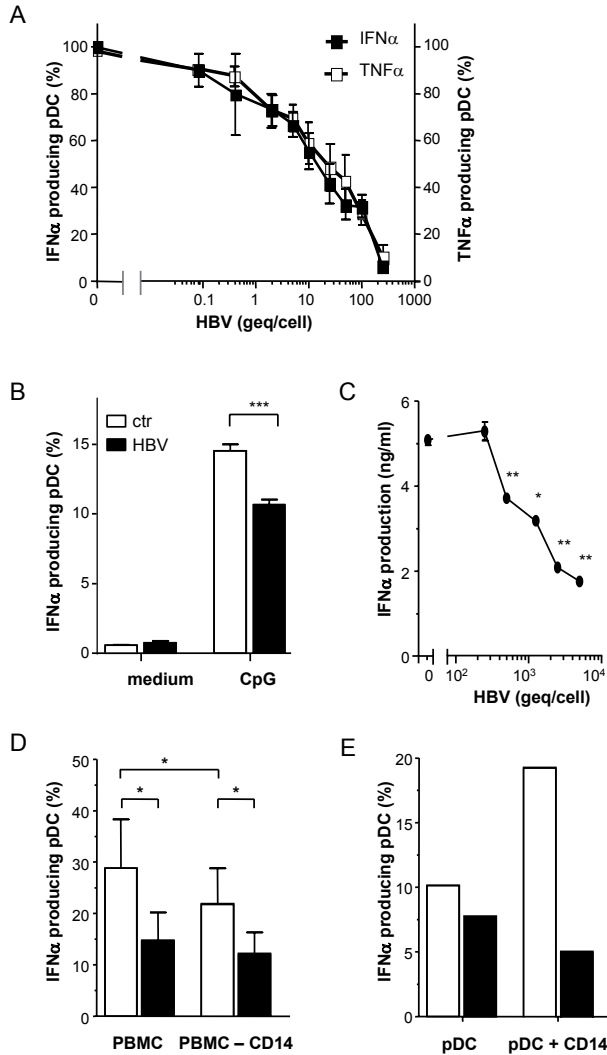 A
IFNα
TNFα
IFNα producing pDC (%)
100
80
60
40
20
0
TNFα producing pDC (%)
100
80
60
40
20
0
0 0.1 1 10 100 1000
HBV (geq/cell)
B
ctr
HBV
***
IFNα producing pDC (%)
15
10
5
0
medium CpG
C
IFNα production (ng/ml)
6
5
4
2
0
** * ** **
0 10² 10³ 10⁴
HBV (geq/cell)
D
IFNα producing pDC (%)
50
40
30
20
10
0
*
* *
PBMC PBMC – CD14
E
IFNα producing pDC (%)
20
15
10
5
0
pDC pDC + CD14